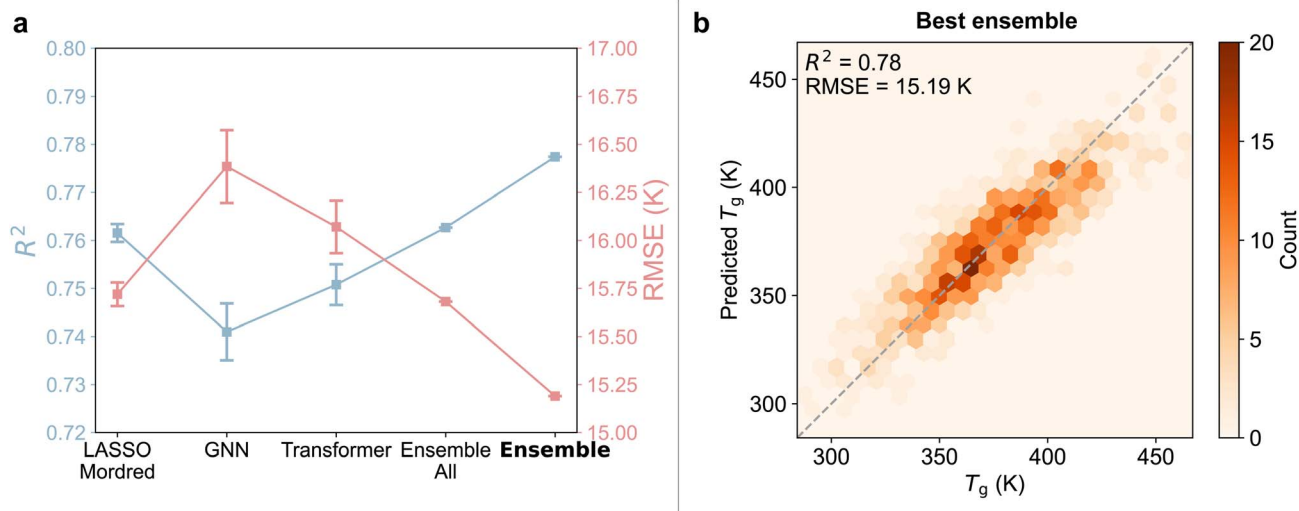 a
0.80
0.79
0.78
0.77
0.76
0.75
0.74
0.73
0.72
R²
17.00
16.75
16.50
16.25
16.00
15.75
15.50
15.25
15.00
RMSE (K)
LASSO
Mordred
GNN
Transformer
Ensemble
All
Ensemble
b
Best ensemble
R² = 0.78
RMSE = 15.19 K
450
400
350
300
Predicted Tg (K)
300 350 400 450
Tg (K)
20
15
10
5
0
Count